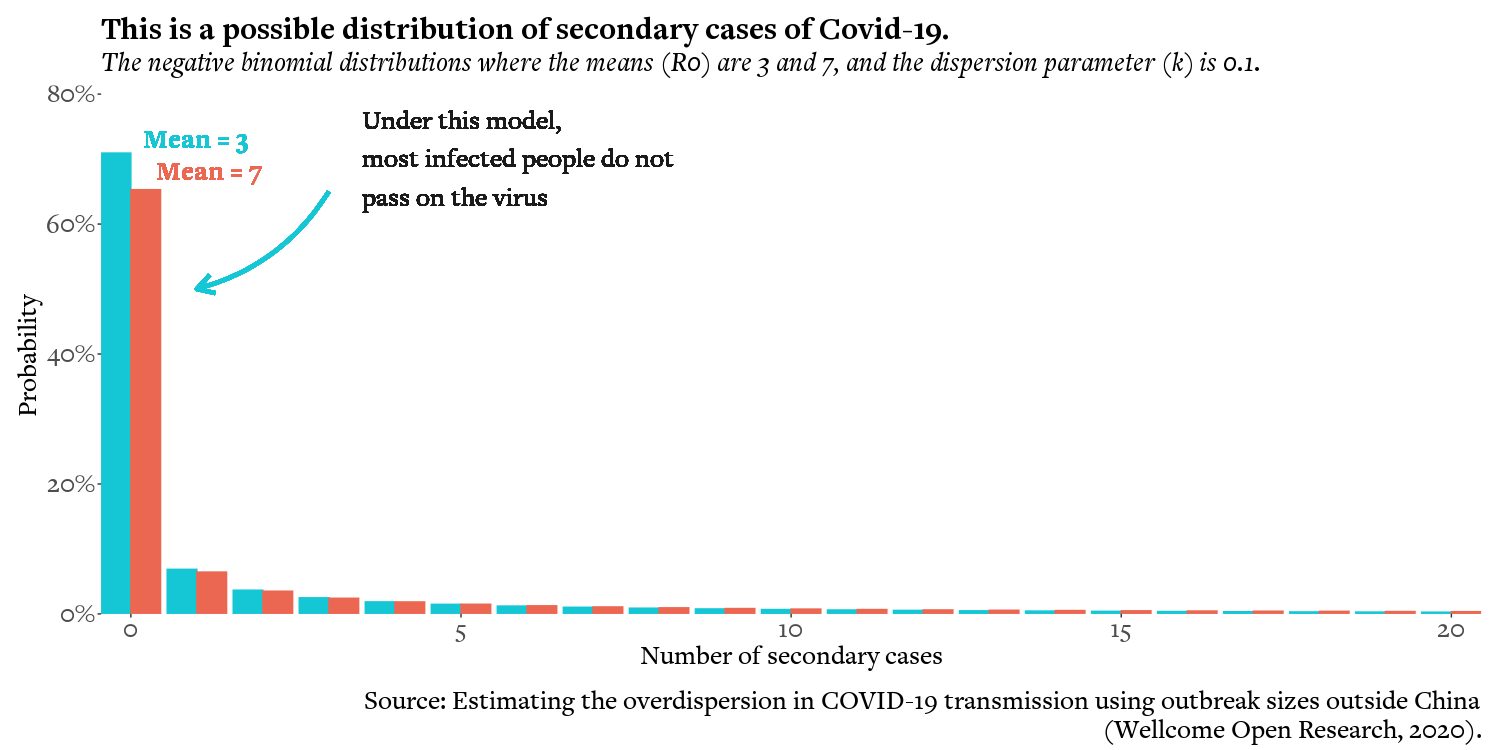 This is a possible distribution of secondary cases of Covid-19.
The negative binomial distributions where the means (R0) are 3 and 7, and the dispersion parameter (k) is 0.1.
80%
Under this model,
most infected people do not
pass on the virus
Mean = 3
Mean = 7
60%
40%
20%
0%
Probability
0 5 10 15 20
Number of secondary cases
Source: Estimating the overdispersion in COVID-19 transmission using outbreak sizes outside China
(Wellcome Open Research, 2020).